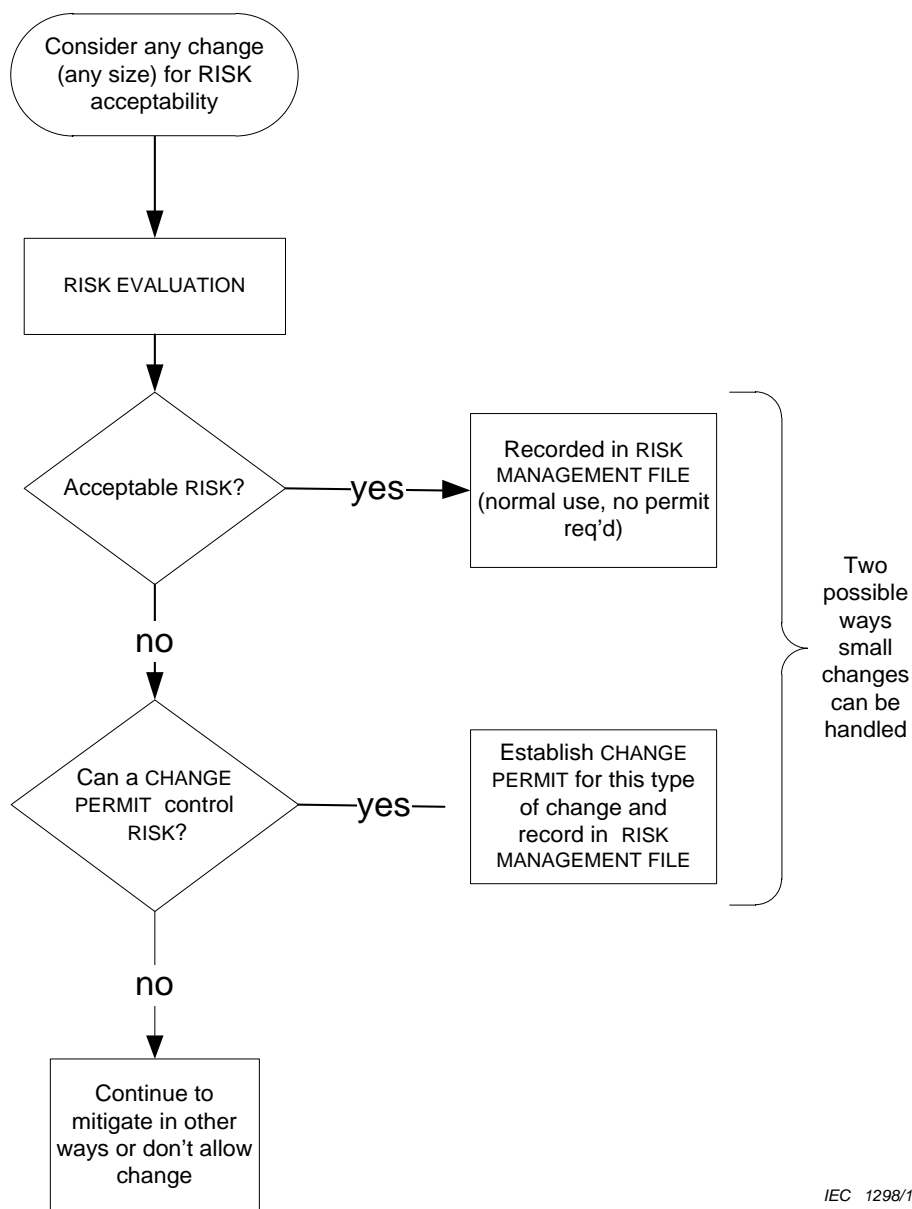 Consider any change
(any size) for RISK
acceptability
RISK EVALUATION
Acceptable RISK?
yes
Recorded in RISK
MANAGEMENT FILE
(normal use, no permit
req'd)
Two
possible
ways
small
changes
can be
handled
no
Can a CHANGE
PERMIT control
RISK?
yes
Establish CHANGE
PERMIT for this type
of change and
record in RISK
MANAGEMENT FILE
no
Continue to
mitigate in other
ways or don't allow
change
IEC 1298/1